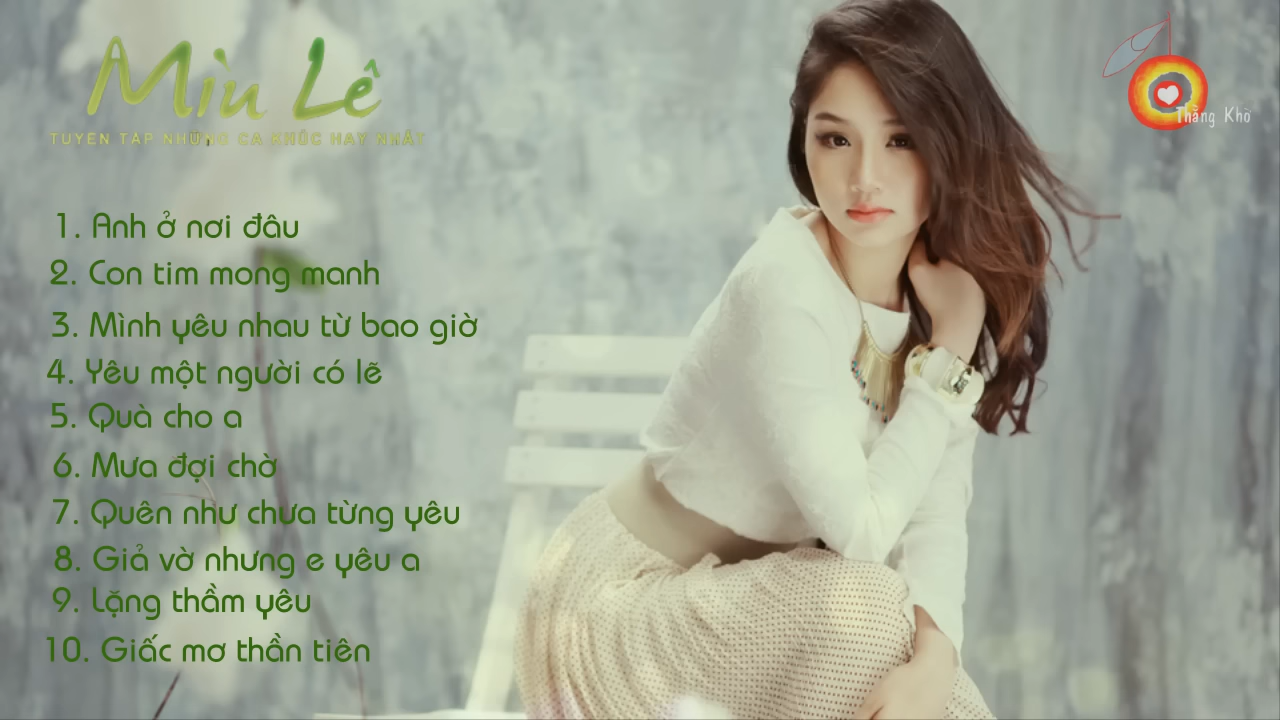 Miu Lê
TUYEN TAP NHỮNG CA KHÚC HAY NHẤT
Thằng Khờ
1. Anh ở nơi đâu
2. Con tim mong manh
3. Mình yêu nhau từ bao giờ
4. Yêu một người có lẽ
5. Quà cho a
6. Mưa đợi chờ
7. Quên như chưa từng yêu
8. Giả vờ nhưng e yêu a
9. Lặng thầm yêu
10. Giấc mơ thần tiên